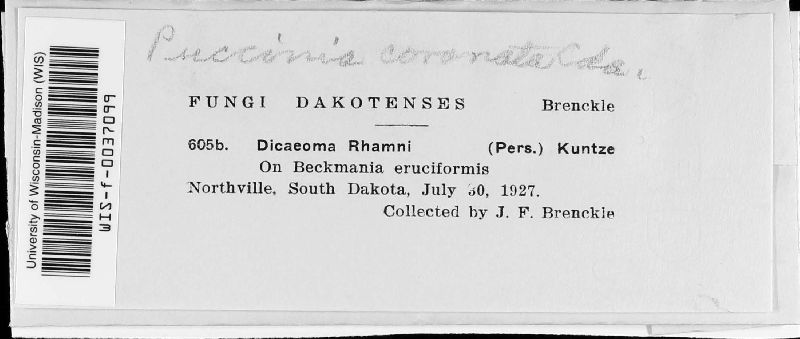 Puccinia coronata Cda.
FUNGI DAKOTENSES Brenckle
605b. Dicaeoma Rhamni (Pers.) Kuntze
On Beckmania eruciformis
Northville, South Dakota, July 30, 1927.
Collected by J. F. Brenckle
University of Wisconsin-Madison (WIS)
WIS-f-0037099